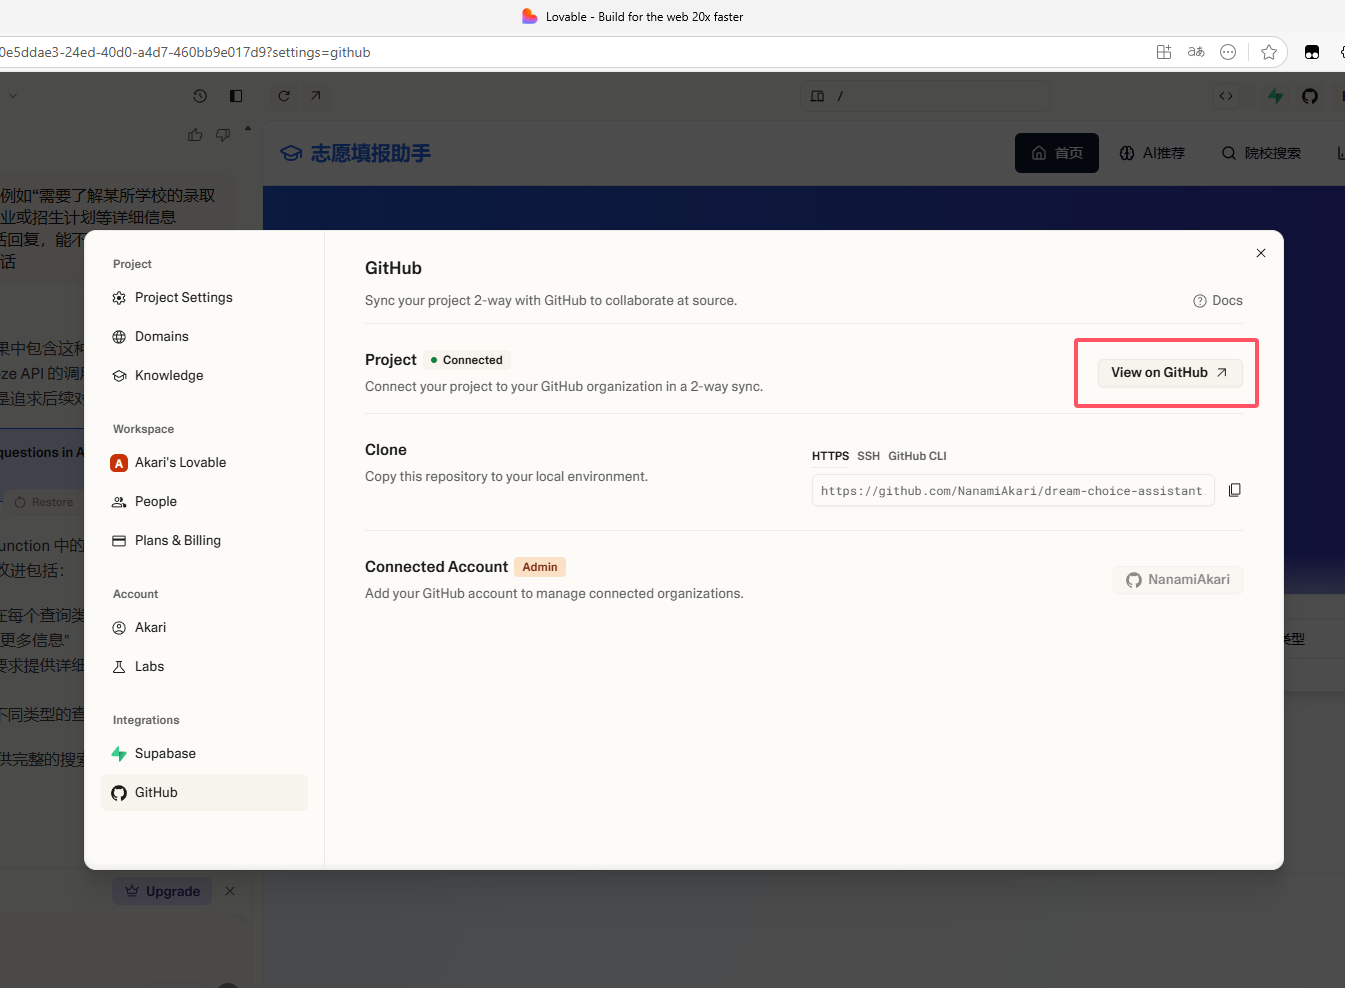 Lovable - Build for the web 20x faster
0e5ddae3-24ed-40d0-a4d7-460bb9e017d9?settings=github
/
志愿填报助手
首页
AI推荐
院校搜索
例如“需要了解某所学校的录取
业或招生计划等详细信息
话回复，能不
话
果中包含这种
ze API 的调用
是追求后续对
questions in A
Restore
unction 中的
改进包括：
在每个查询类
更多信息"
要求提供详细
不同类型的查
供完整的搜索
Upgrade
类型
Project
Project Settings
Domains
Knowledge
Workspace
A
Akari's Lovable
People
Plans & Billing
Account
Akari
Labs
Integrations
Supabase
GitHub
GitHub
Sync your project 2-way with GitHub to collaborate at source.
Docs
Project
Connected
Connect your project to your GitHub organization in a 2-way sync.
View on GitHub
Clone
Copy this repository to your local environment.
HTTPS SSH GitHub CLI
https://github.com/NanamiAkari/dream-choice-assistant
Connected Account
Admin
Add your GitHub account to manage connected organizations.
NanamiAkari